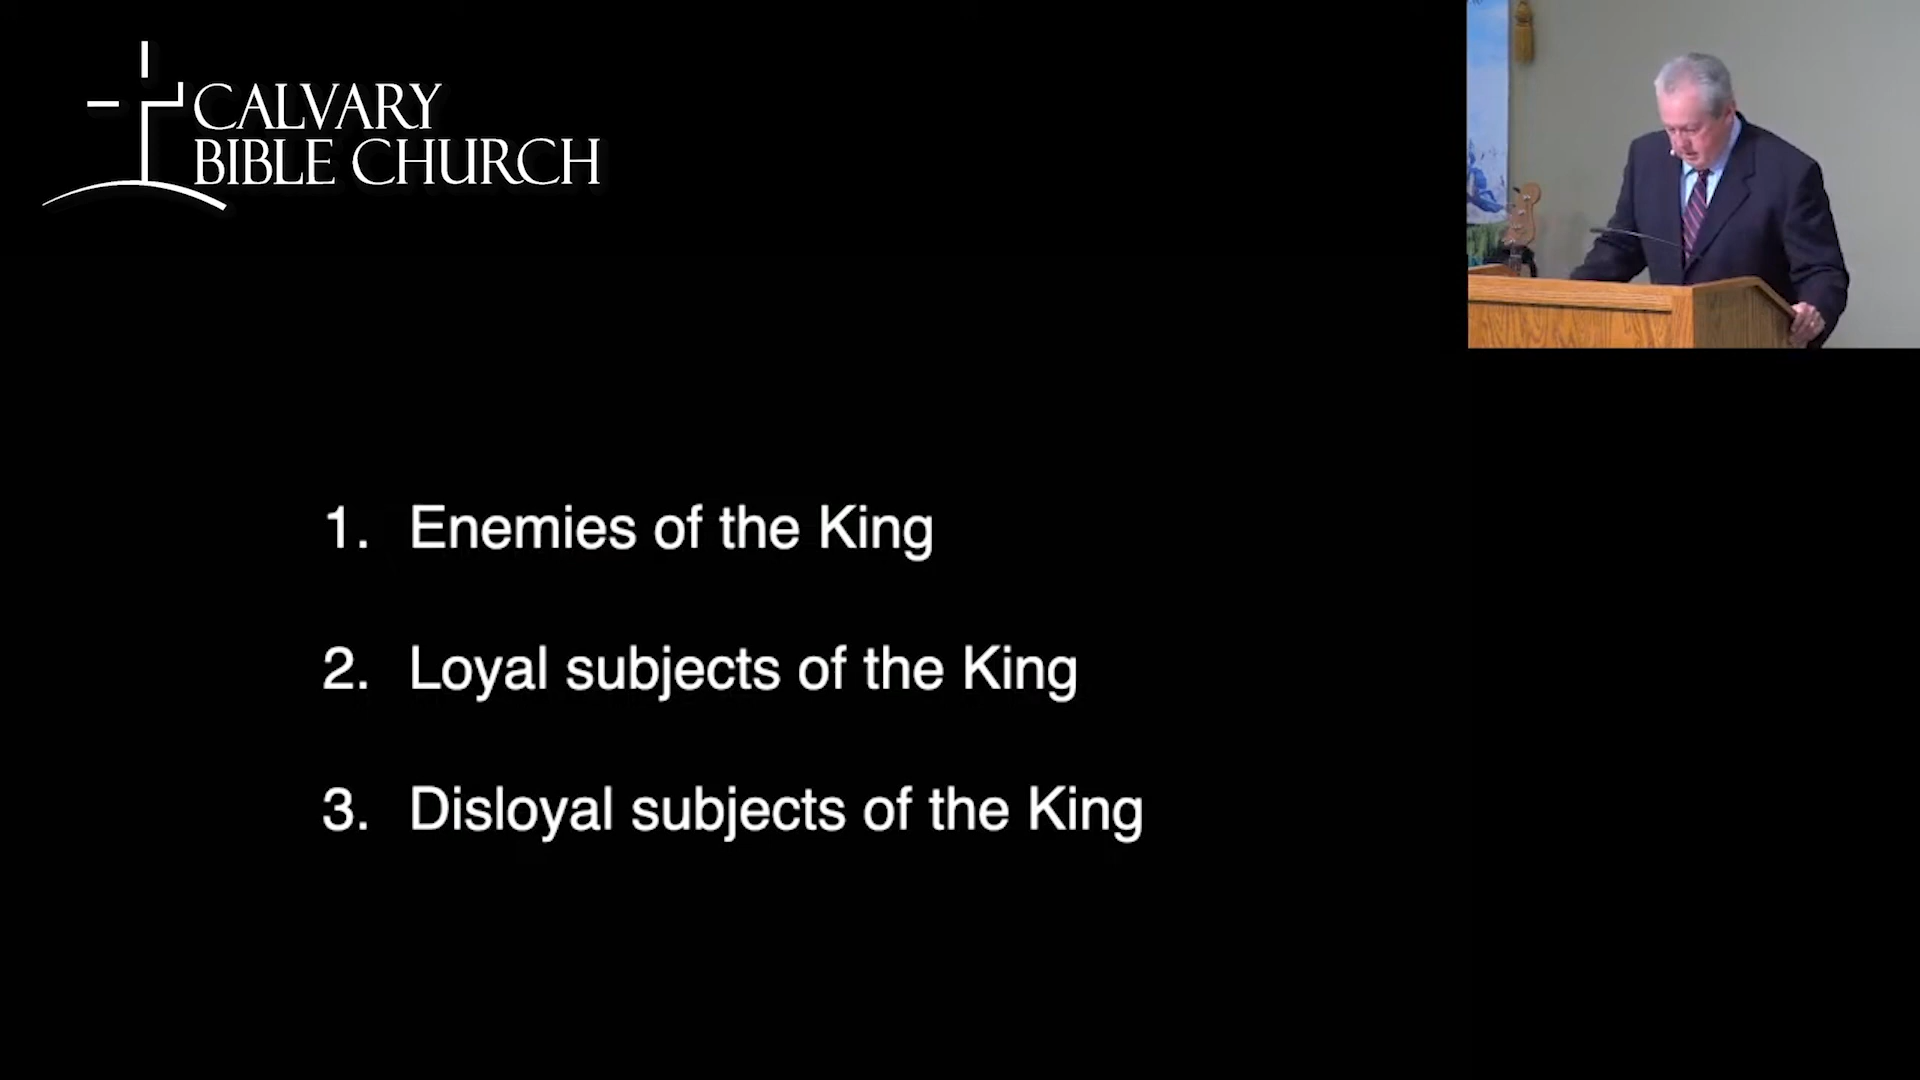 CALVARY
BIBLE CHURCH
1. Enemies of the King
2. Loyal subjects of the King
3. Disloyal subjects of the King